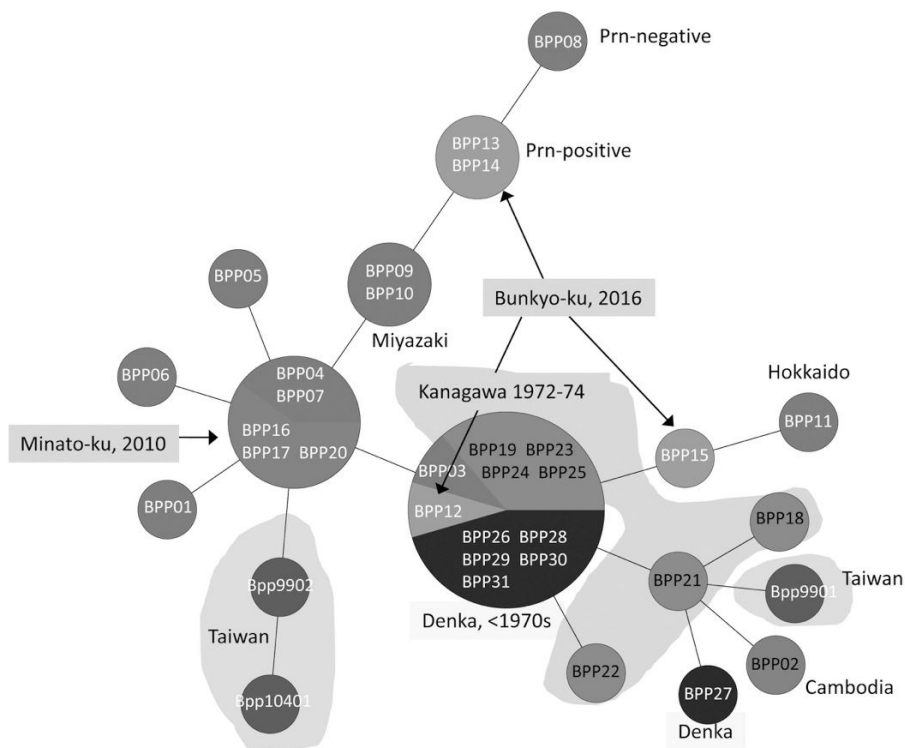 BPP08
Prn-negative
BPP13
BPP14
Prn-positive
BPP05
BPP09
BPP10
Bunkyo-ku, 2016
Miyazaki
BPP06
BPP04
BPP07
Kanagawa 1972-74
Hokkaido
BPP11
Minato-ku, 2010
BPP16
BPP17 BPP20
BPP03
BPP19 BPP23
BPP24 BPP25
BPP15
BPP01
BPP12
BPP26 BPP28
BPP29 BPP30
BPP31
BPP18
Bpp9902
BPP21
Bpp9901
Taiwan
Taiwan
Denka, <1970s
BPP22
BPP02
Cambodia
Bpp10401
BPP27
Denka